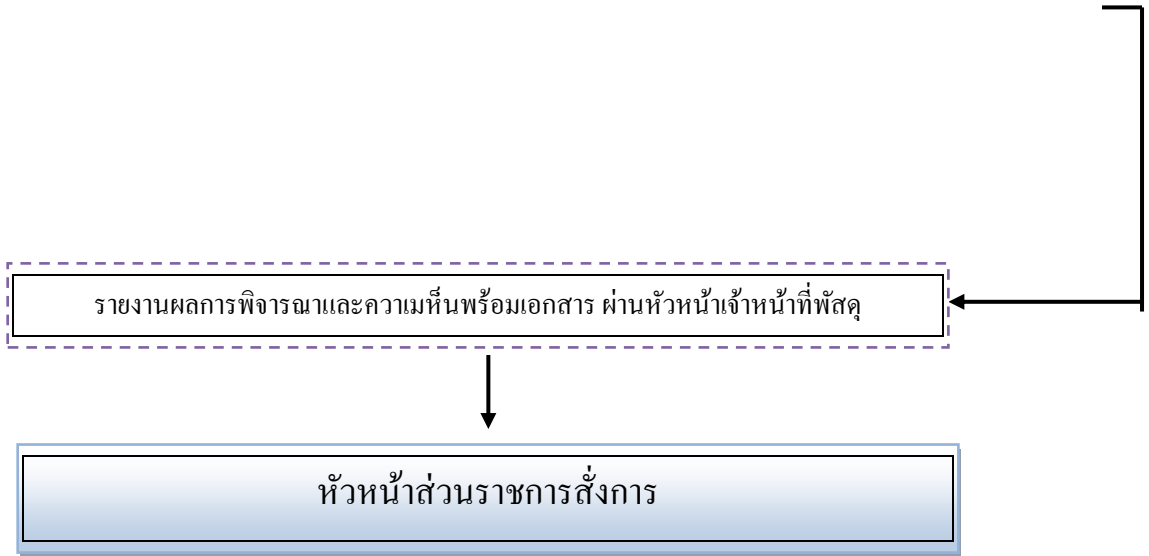 รายงานผลการพิจารณาและความเห็นพร้อมเอกสาร ผ่านหัวหน้าเจ้าหน้าที่พัสดุ
หัวหน้าส่วนราชการสั่งการ